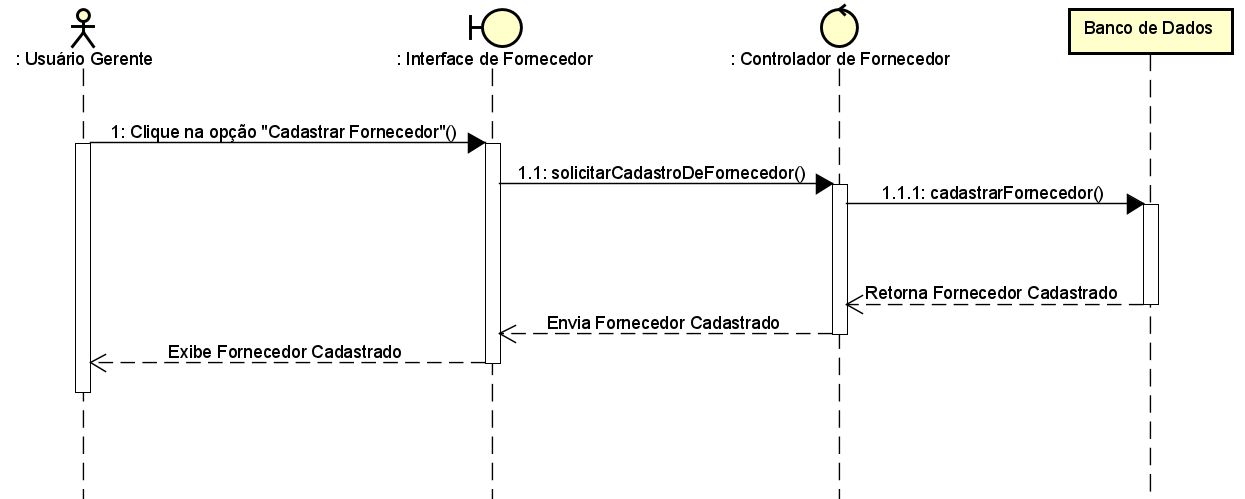 : Usuário Gerente
: Interface de Fornecedor
: Controlador de Fornecedor
Banco de Dados
1: Clique na opção "Cadastrar Fornecedor"()
1.1: solicitarCadastroDeFornecedor()
1.1.1: cadastrarFornecedor()
Retorna Fornecedor Cadastrado
Envia Fornecedor Cadastrado
Exibe Fornecedor Cadastrado